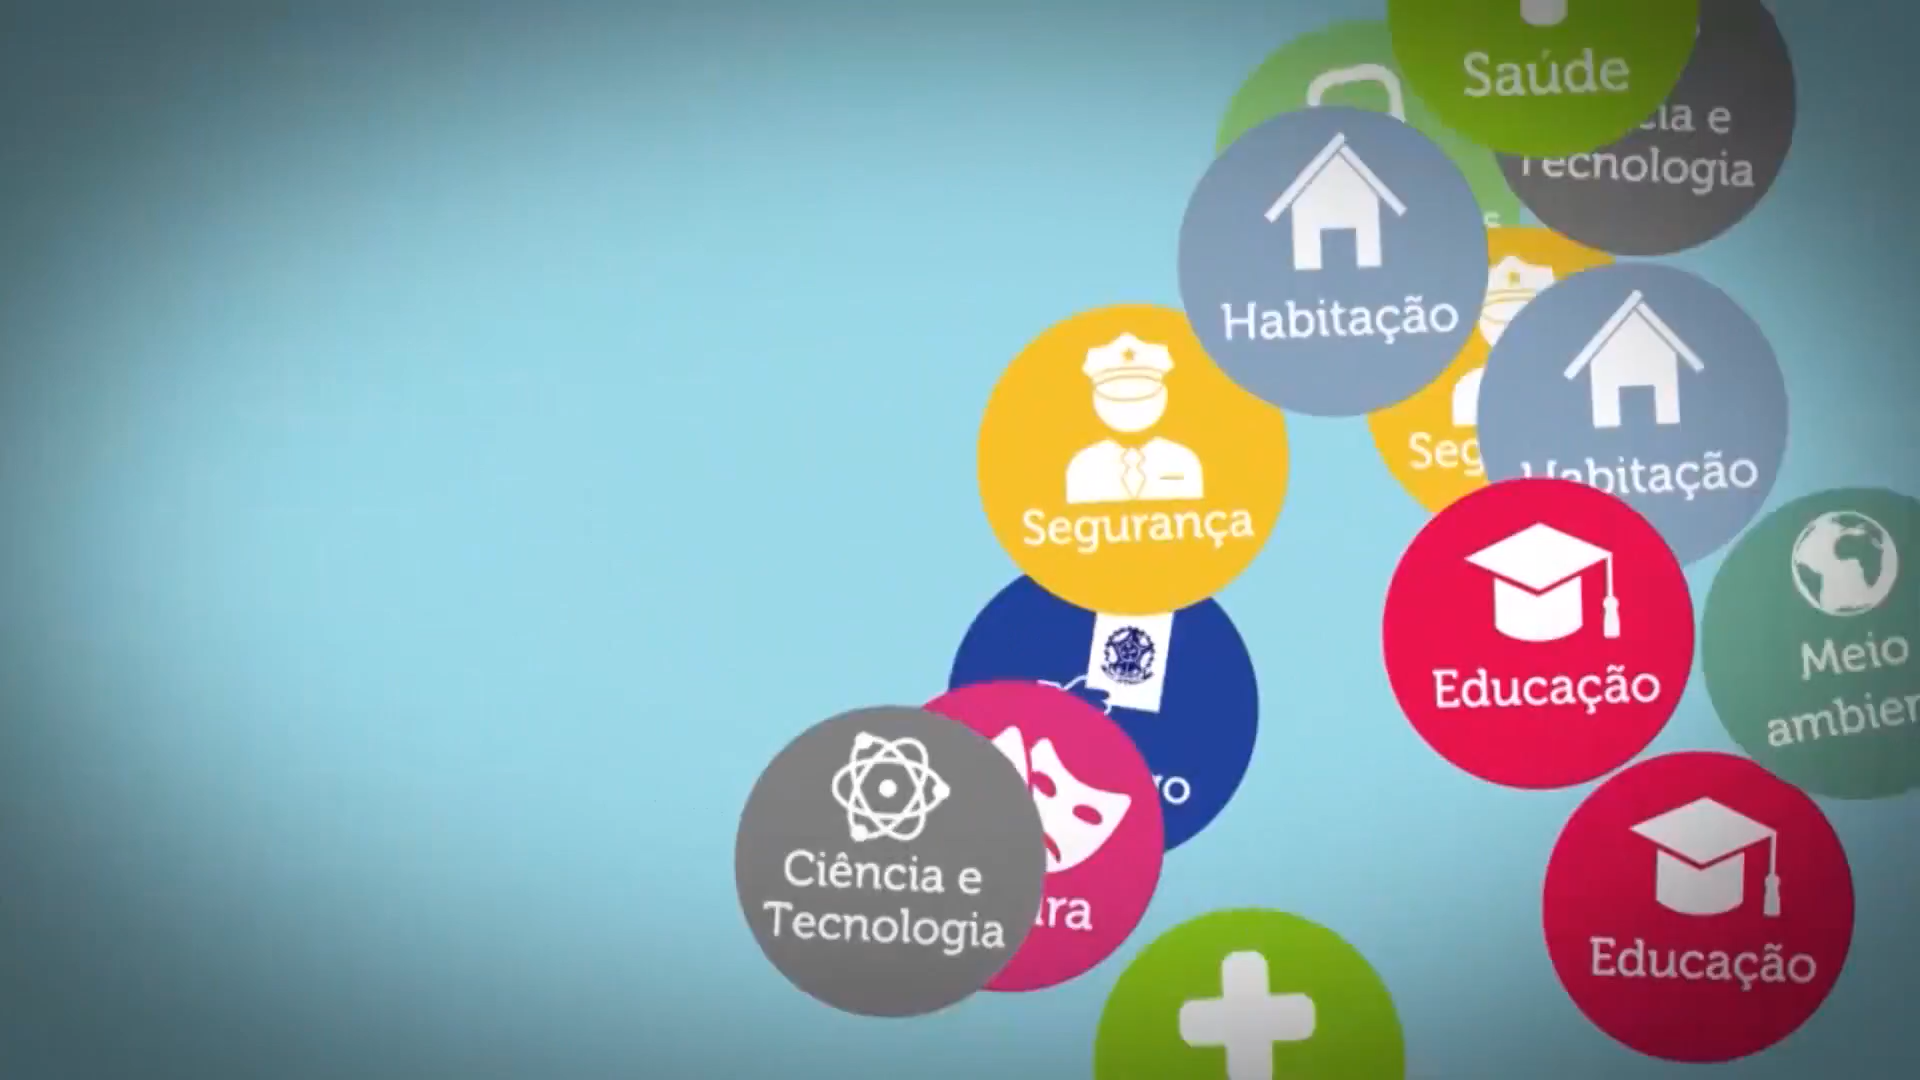 Saúde
Tecnologia
Habitação
Segurança
Habitação
Educação
Meio
Ciência e
Tecnologia
Educação